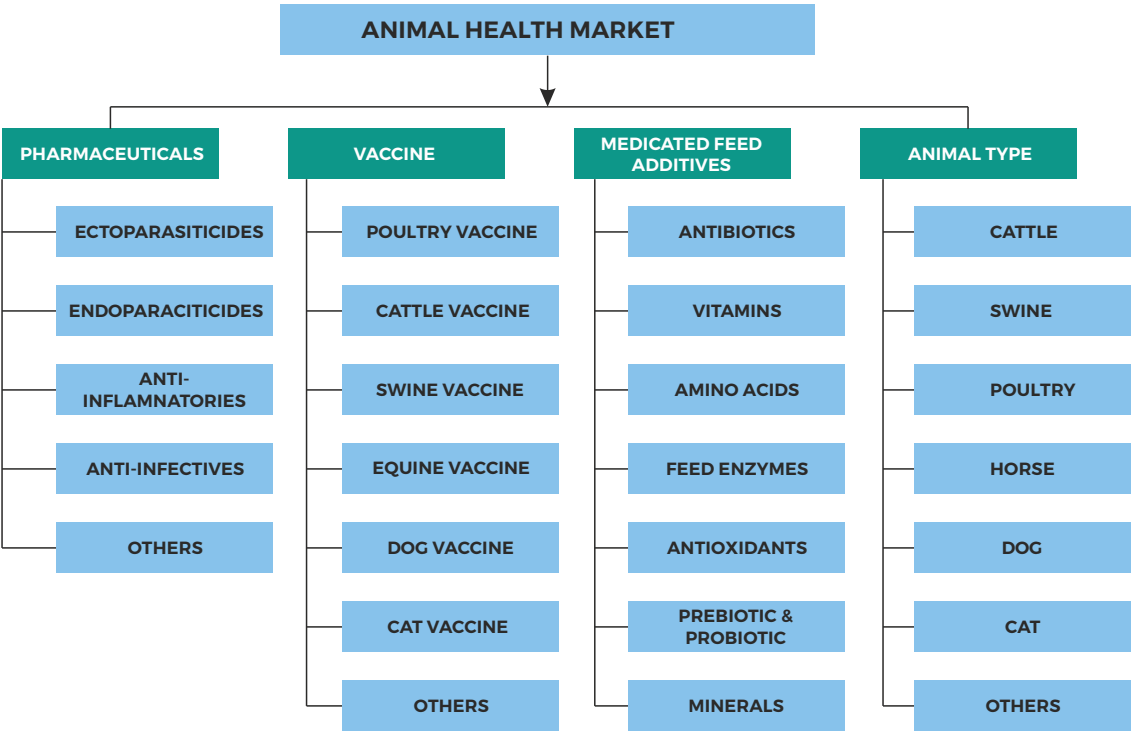 ANIMAL HEALTH MARKET
PHARMACEUTICALS
ECTOPARASITICIDES
ENDOPARACITICIDES
ANTI-
INFLAMNATORIES
ANTI-INFECTIVES
OTHERS
VACCINE
POULTRY VACCINE
CATTLE VACCINE
SWINE VACCINE
EQUINE VACCINE
DOG VACCINE
CAT VACCINE
OTHERS
MEDICATED FEED
ADDITIVES
ANTIBIOTICS
VITAMINS
AMINO ACIDS
FEED ENZYMES
ANTIOXIDANTS
PREBIOTIC &
PROBIOTIC
MINERALS
ANIMAL TYPE
CATTLE
SWINE
POULTRY
HORSE
DOG
CAT
OTHERS